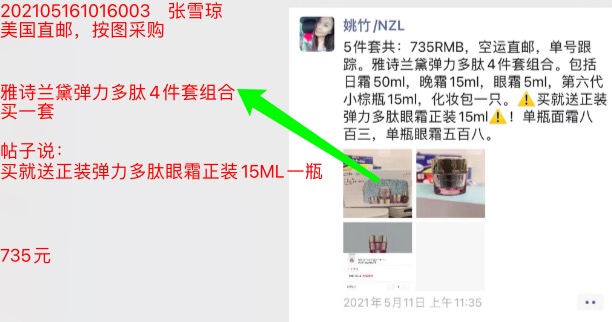 202105161016003 张雪琼
美国直邮，按图采购
雅诗兰黛弹力多肽4件套组合
买一套
帖子说：
买就送正装弹力多肽眼霜正装15ML一瓶
735元
姚竹/NZL
5件套共：735RMB，空运直邮，单号跟
踪。雅诗兰黛弹力多肽4件套组合。包括
日霜50ml，晚霜15ml，眼霜5ml，第六代
小棕瓶15ml，化妆包一只。⚠️买就送正装
弹力多肽眼霜正装15ml⚠️！单瓶面霜八
百三，单瓶眼霜五百八。
2021年5月11日 上午11:35